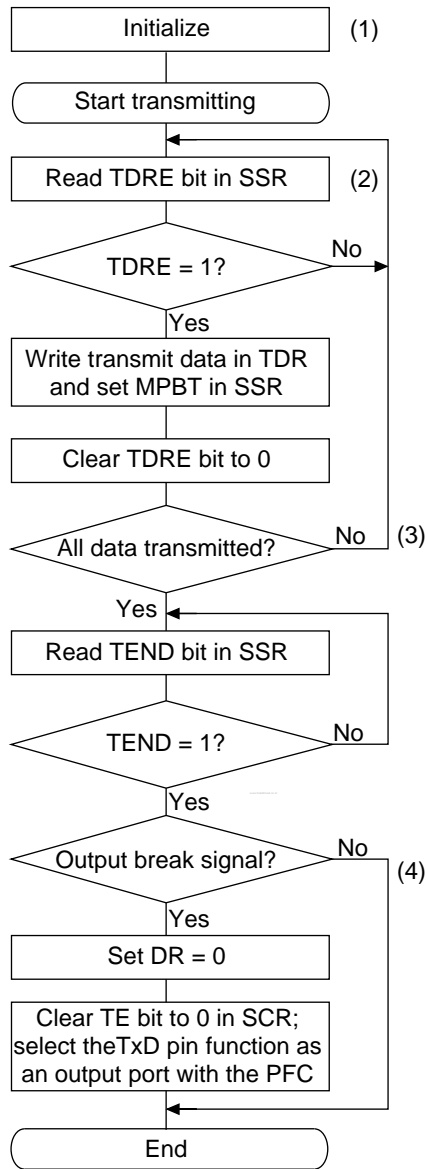 Initialize
(1)
Start transmitting
Read TDRE bit in SSR
(2)
TDRE = 1?
No
Yes
Write transmit data in TDR
and set MPBT in SSR
Clear TDRE bit to 0
All data transmitted?
No
(3)
Yes
Read TEND bit in SSR
TEND = 1?
No
Yes
Output break signal?
No
(4)
Yes
Set DR = 0
Clear TE bit to 0 in SCR;
select theTxD pin function as
an output port with the PFC
End